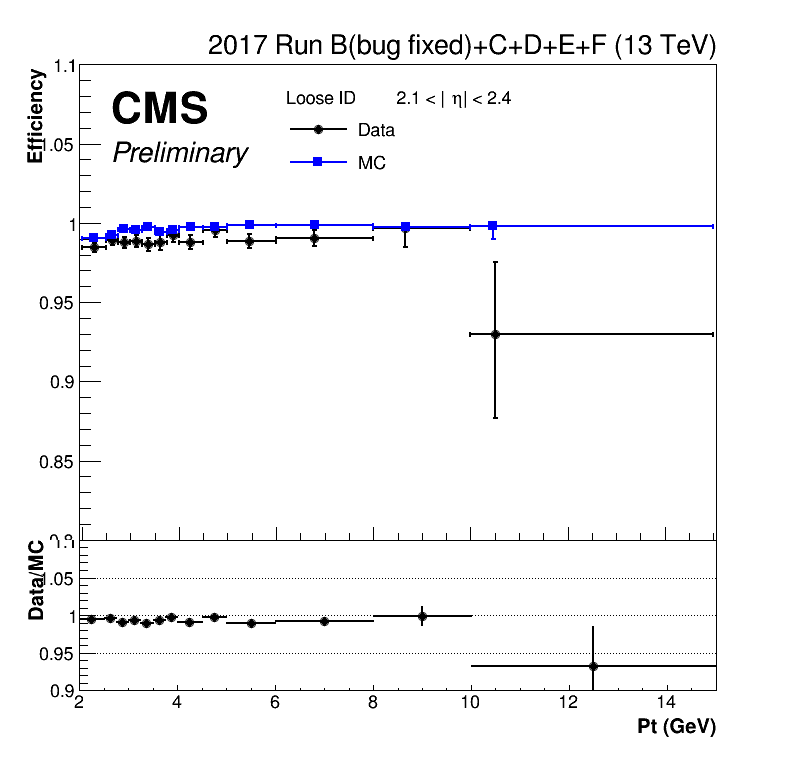 2017 Run B(bug fixed)+C+D+E+F (13 TeV)
Efficiency
1.1
1.05
1
0.95
0.9
0.85
CMS
Preliminary
Loose ID 2.1 < | η| < 2.4
Data
MC
Data/MC
1.1
1.05
1
0.95
0.9
2 4 6 8 10 12 14
Pt (GeV)